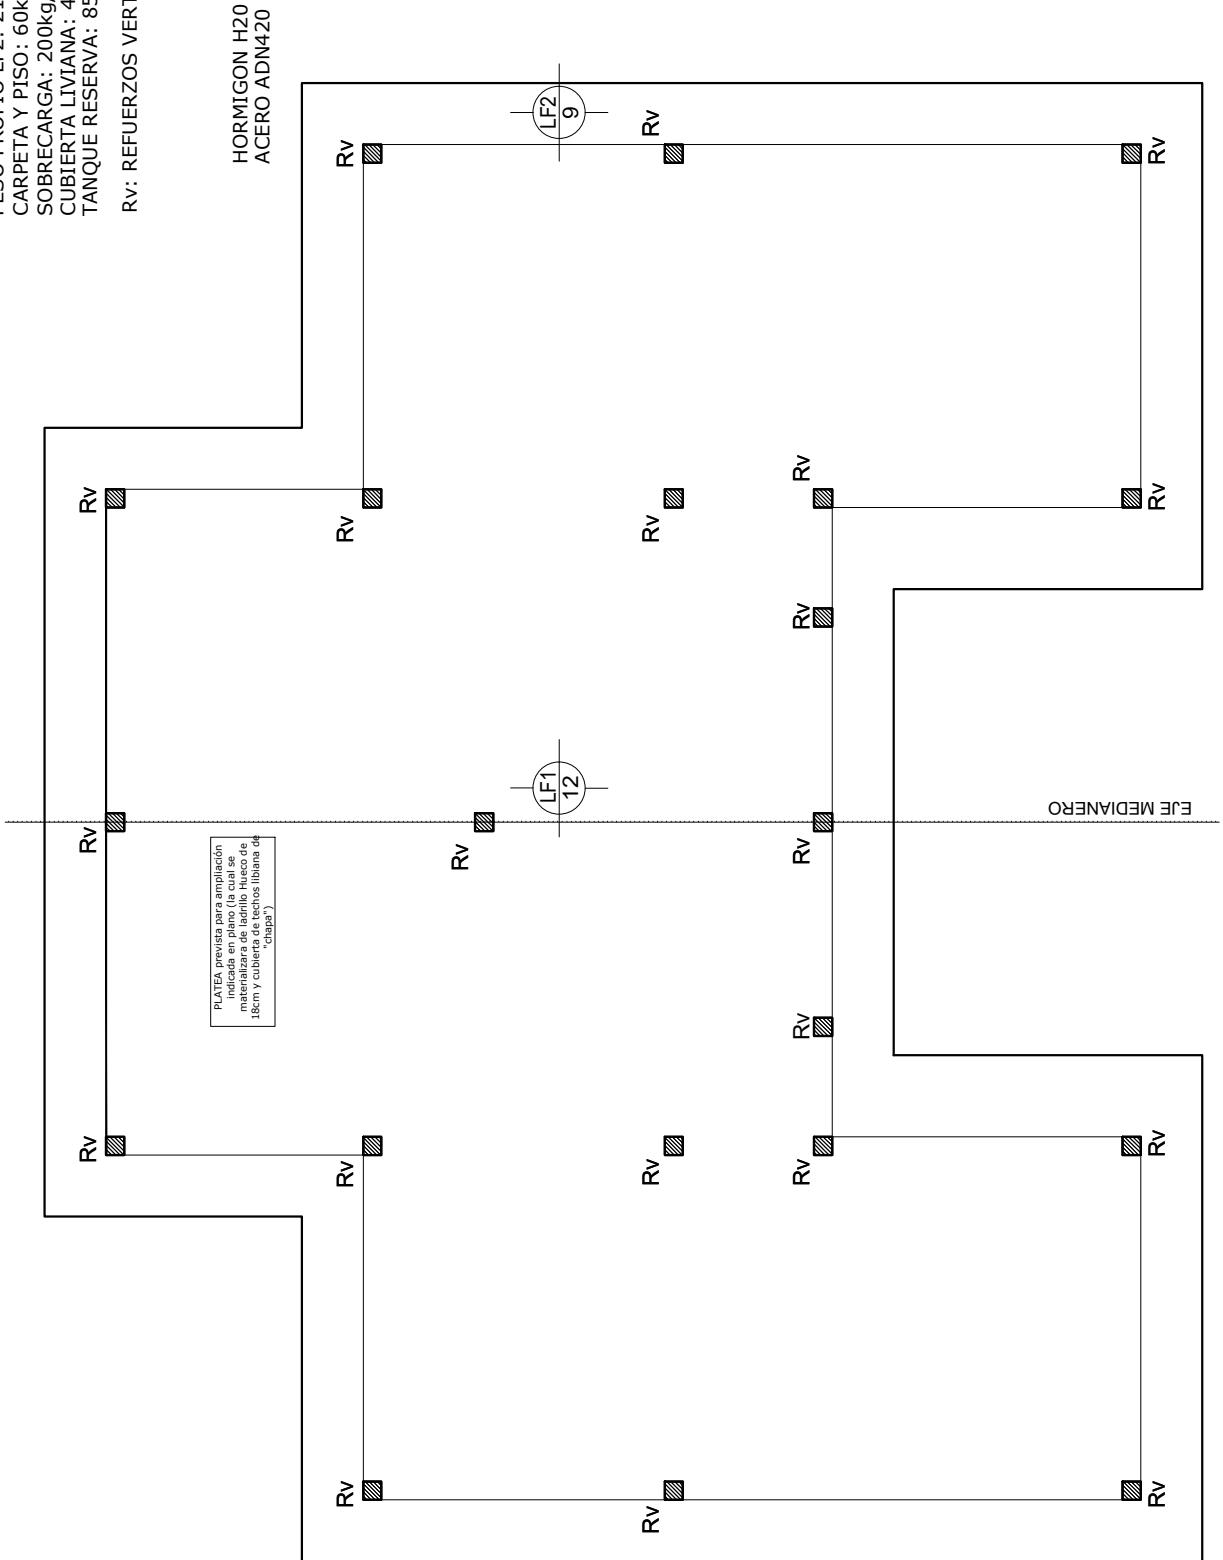 CARPETA Y PISO: 60k
SOBRECARGA: 200kg,
CUBIERTA LIVIANA: 4
TANQUE RESERVA: 85
Rv: REFUERZOS VERT
HORMIGON H20
ACERO ADN420
LF2
9
Rv
Rv
Rv
Rv
Rv
Rv
Rv
Rv
Rv
LF1
12
Rv
Rv
Rv
EJE MEDIANERO
PLATEA prevista para ampliación
indicada en plano (la cual se
materializara de ladrillo Hueco de
18cm y cubierta de techos libiana de
"chapa")
Rv
Rv
Rv
Rv
Rv
Rv
Rv
Rv
Rv